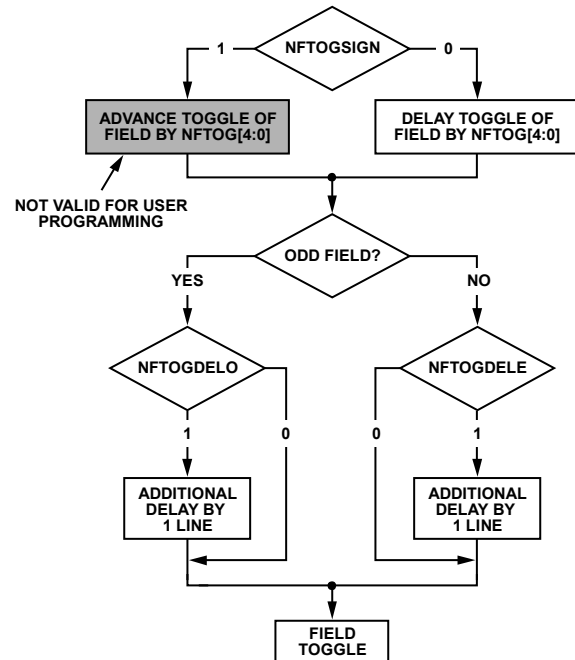 NFTOGSIGN
1
0
ADVANCE TOGGLE OF
FIELD BY NFTOG[4:0]
DELAY TOGGLE OF
FIELD BY NFTOG[4:0]
NOT VALID FOR USER
PROGRAMMING
ODD FIELD?
YES
NO
NFTOGDELO
NFTOGDELE
1
0
0
1
ADDITIONAL
DELAY BY
1 LINE
ADDITIONAL
DELAY BY
1 LINE
FIELD
TOGGLE